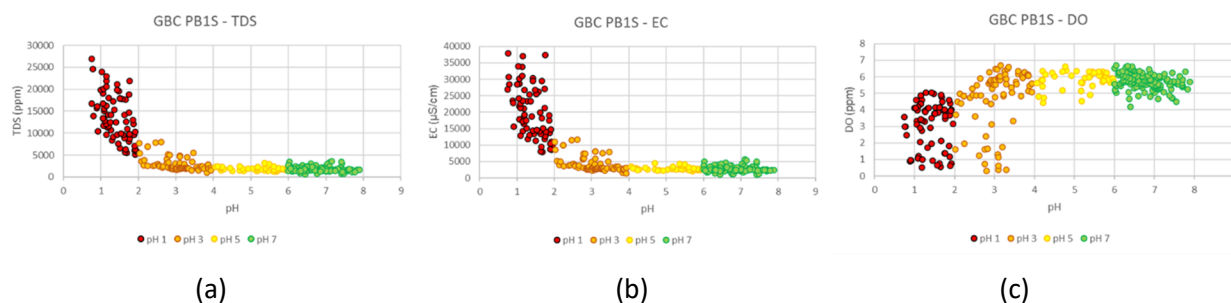 GBC PB1S - TDS
30000
25000
20000
15000
10000
5000
0
TDS (ppm)
0 1 2 3 4 5 6 7 8 9
pH
pH 1 pH 3 pH 5 pH 7
(a)
GBC PB1S - EC
40000
35000
30000
25000
20000
15000
10000
5000
0
EC (µS/cm)
0 1 2 3 4 5 6 7 8 9
pH
pH 1 pH 3 pH 5 pH 7
(b)
GBC PB1S - DO
8
7
6
5
4
3
2
1
0
DO (ppm)
0 1 2 3 4 5 6 7 8
pH
pH 1 pH 3 pH 5 pH 7
(c)